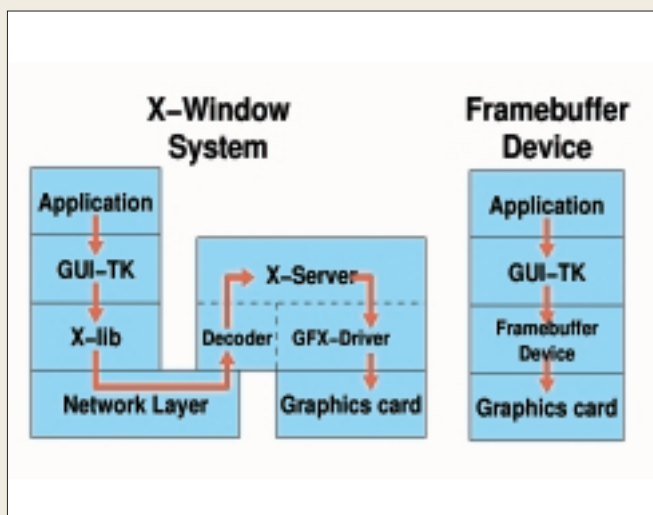 X-Window
System
Application
GUI-TK
X-lib
Network Layer
X-Server
Decoder
GFX-Driver
Graphics card
Framebuffer
Device
Application
GUI-TK
Framebuffer
Device
Graphics card